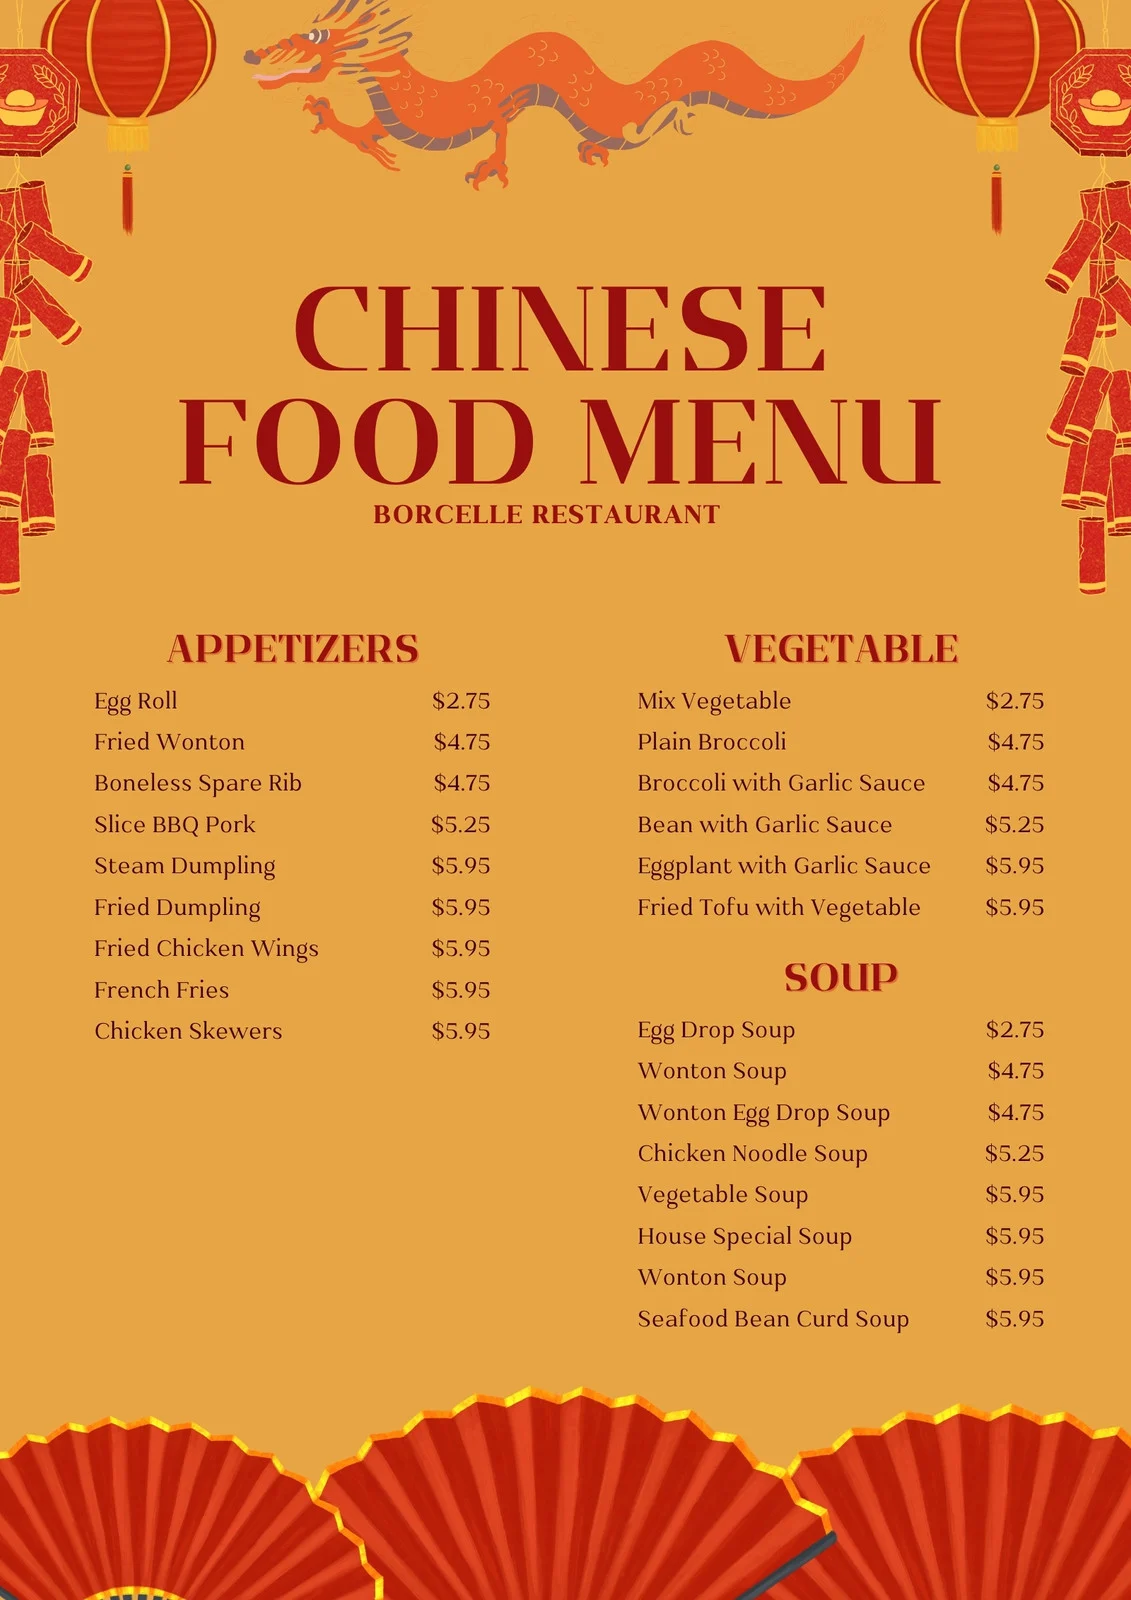 CHINESE
FOOD MENU
BORCELLE RESTAURANT
APPETIZERS
Egg Roll $2.75
Fried Wonton $4.75
Boneless Spare Rib $4.75
Slice BBQ Pork $5.25
Steam Dumpling $5.95
Fried Dumpling $5.95
Fried Chicken Wings $5.95
French Fries $5.95
Chicken Skewers $5.95
VEGETABLE
Mix Vegetable $2.75
Plain Broccoli $4.75
Broccoli with Garlic Sauce $4.75
Bean with Garlic Sauce $5.25
Eggplant with Garlic Sauce $5.95
Fried Tofu with Vegetable $5.95
SOUP
Egg Drop Soup $2.75
Wonton Soup $4.75
Wonton Egg Drop Soup $4.75
Chicken Noodle Soup $5.25
Vegetable Soup $5.95
House Special Soup $5.95
Wonton Soup $5.95
Seafood Bean Curd Soup $5.95